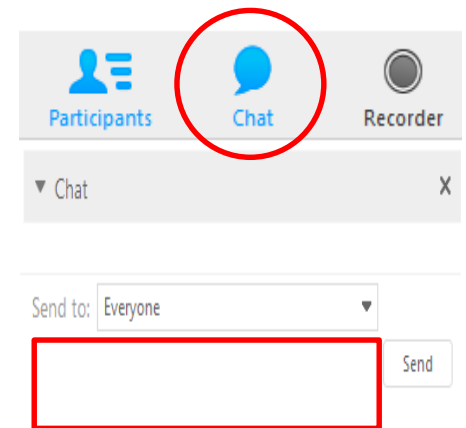 Participants Chat Recorder
Chat X
Send to: Everyone
Send